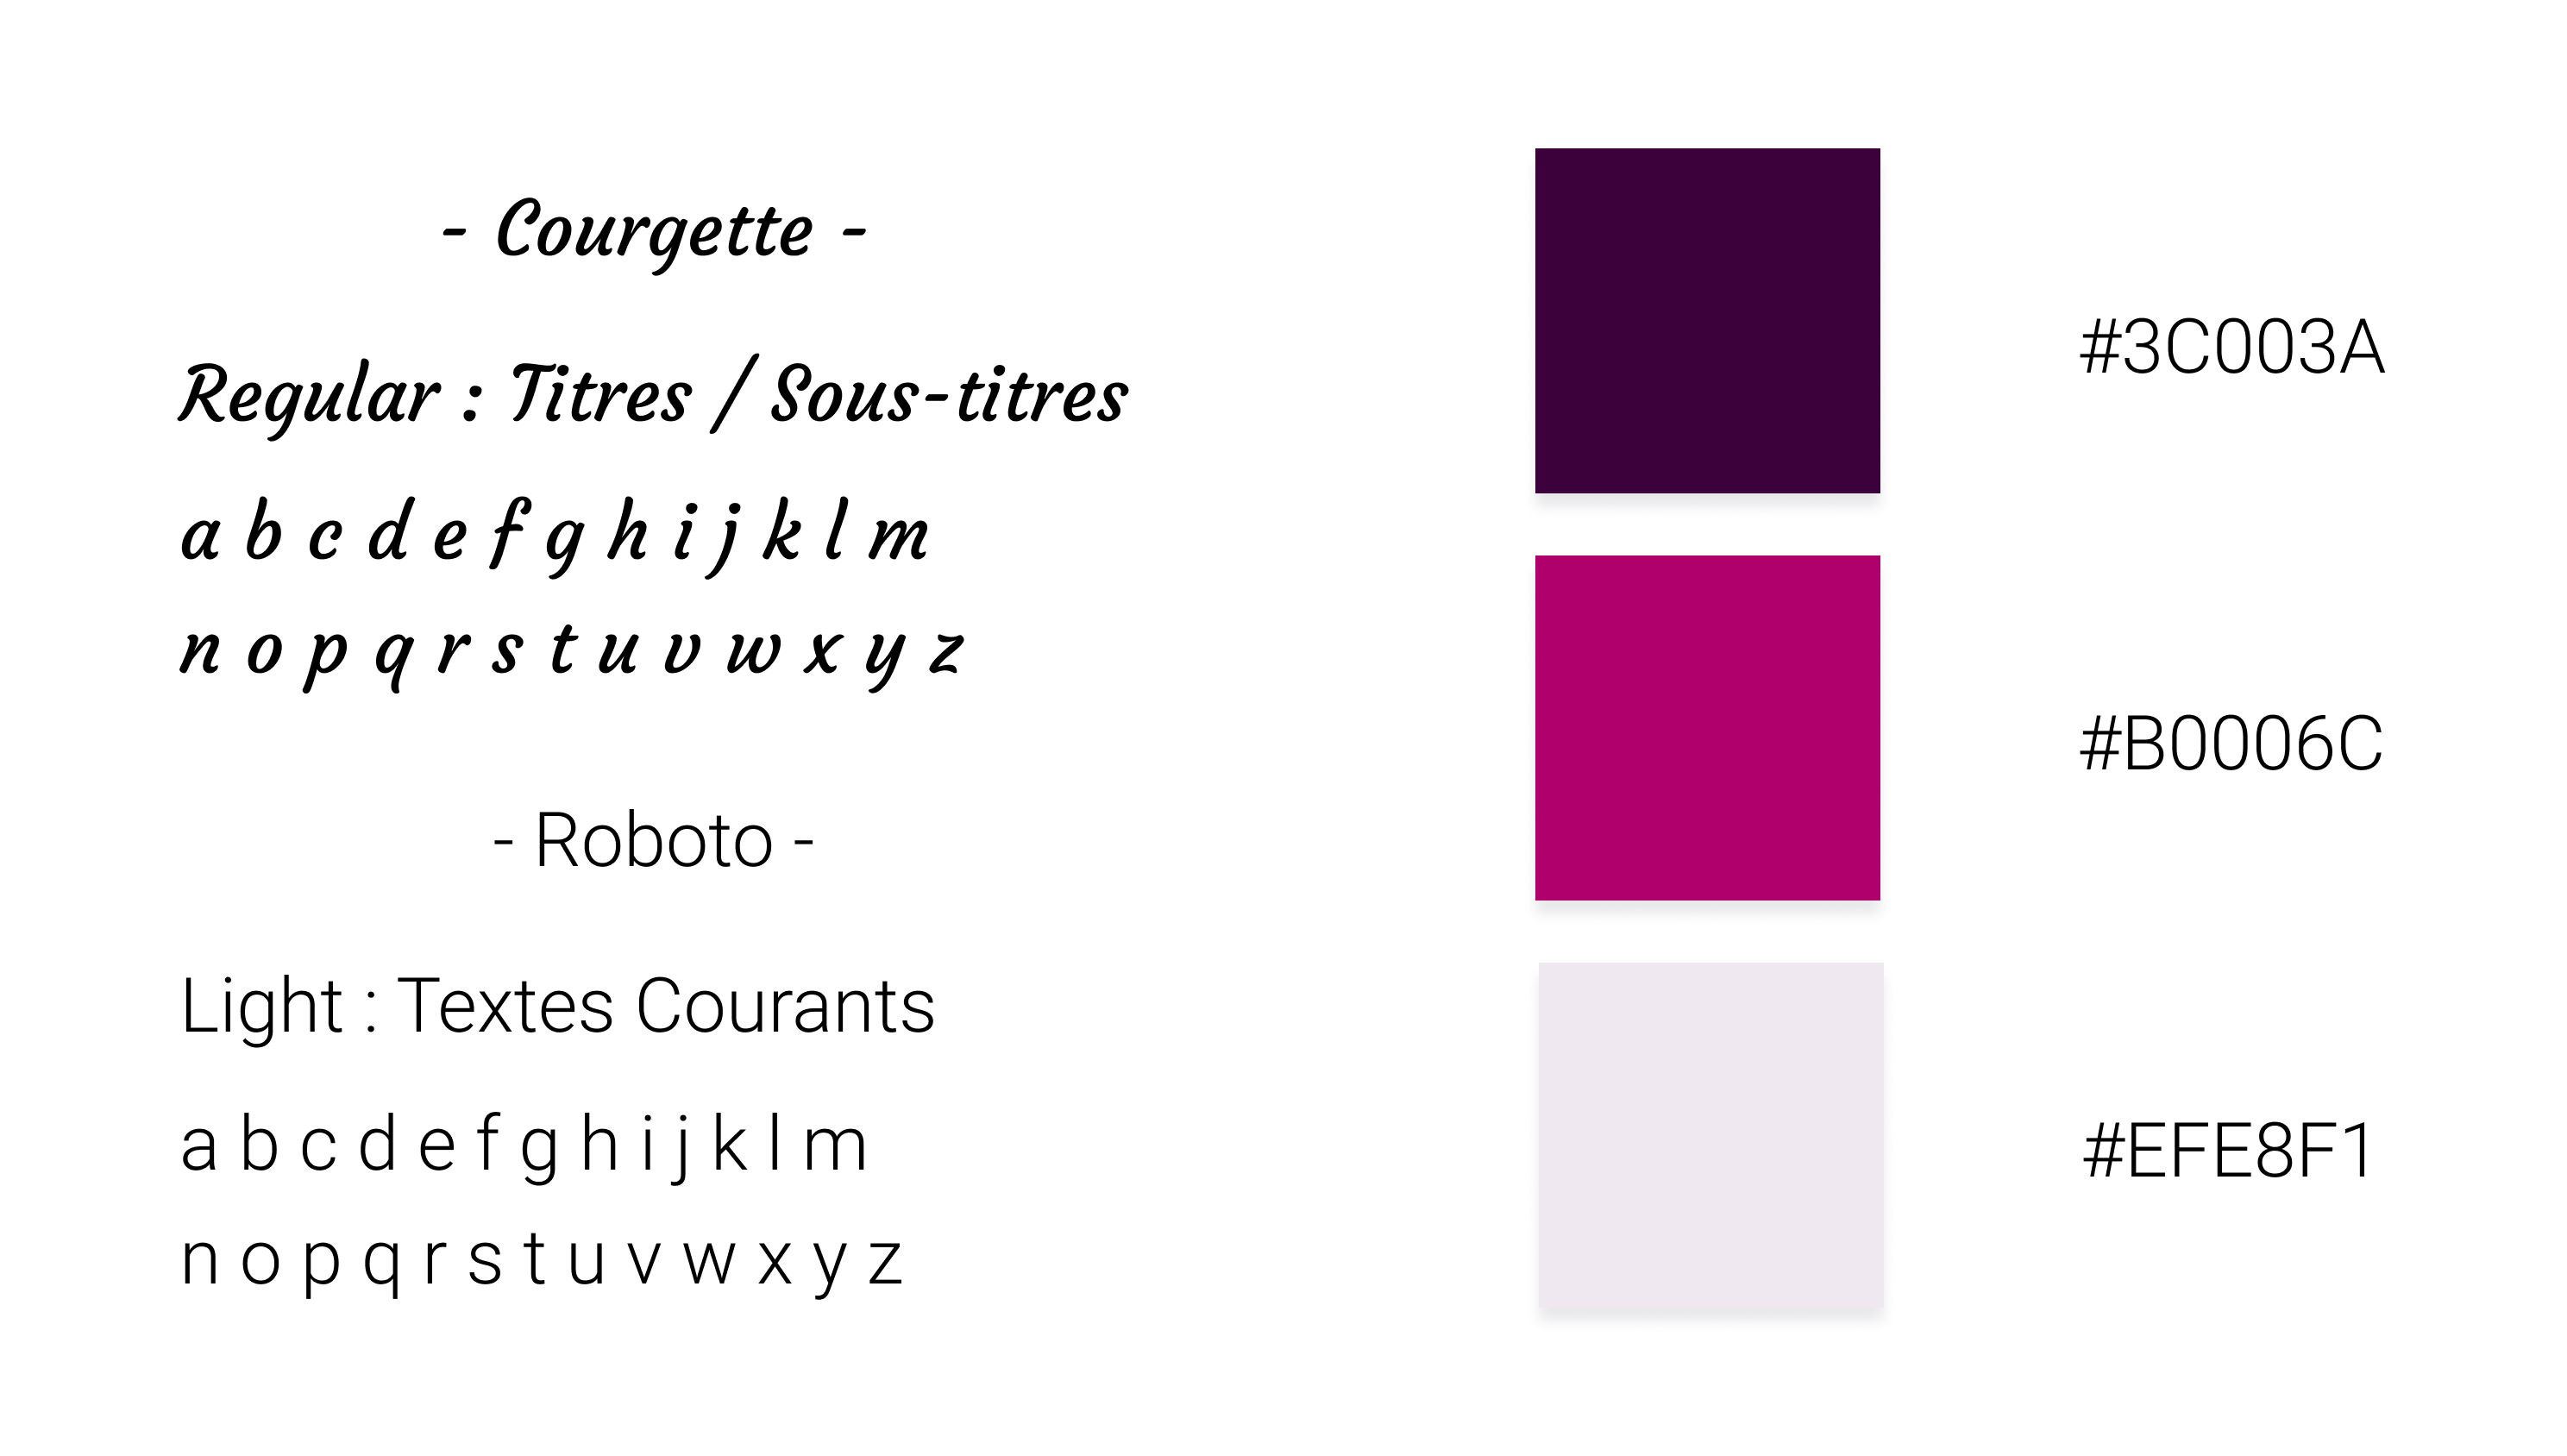 - Courgette -
Regular : Titres / Sous-titres
a b c d e f g h i j k l m
n o p q r s t u v w x y z
- Roboto -
Light : Textes Courants
a b c d e f g h i j k l m
n o p q r s t u v w x y z
#3C003A
#B0006C
#EFE8F1